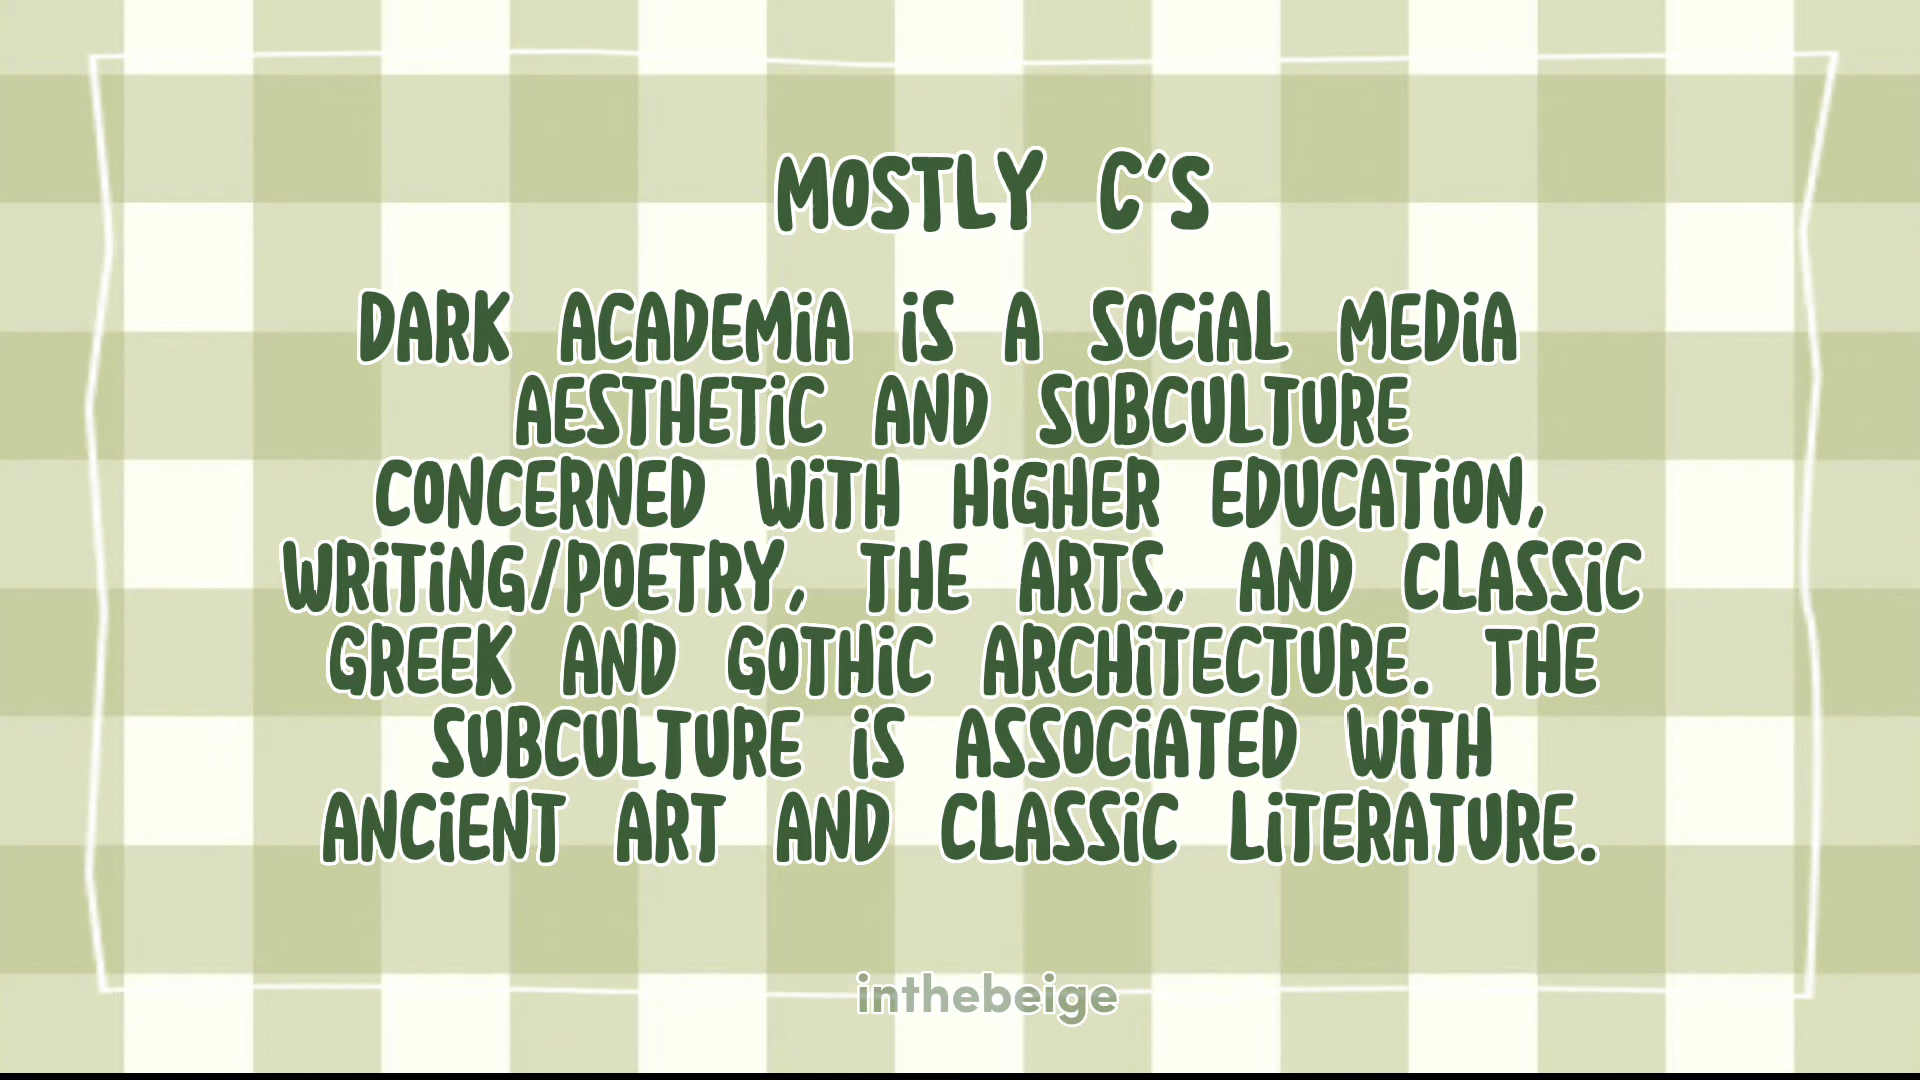 MOSTLY C'S
DARK ACADEMiA iS A SOCiAL MEDiA
AESTHETiC AND SUBCULTURE
CONCERNED WiTH HiGHER EDUCATiON,
WRiTiNG/POETRY, THE ARTS, AND CLASSiC
GREEK AND GOTHiC ARCHiTECTURE. THE
SUBCULTURE iS ASSOCiATED WiTH
ANCiENT ART AND CLASSiC LiTERATURE.
inthebeige